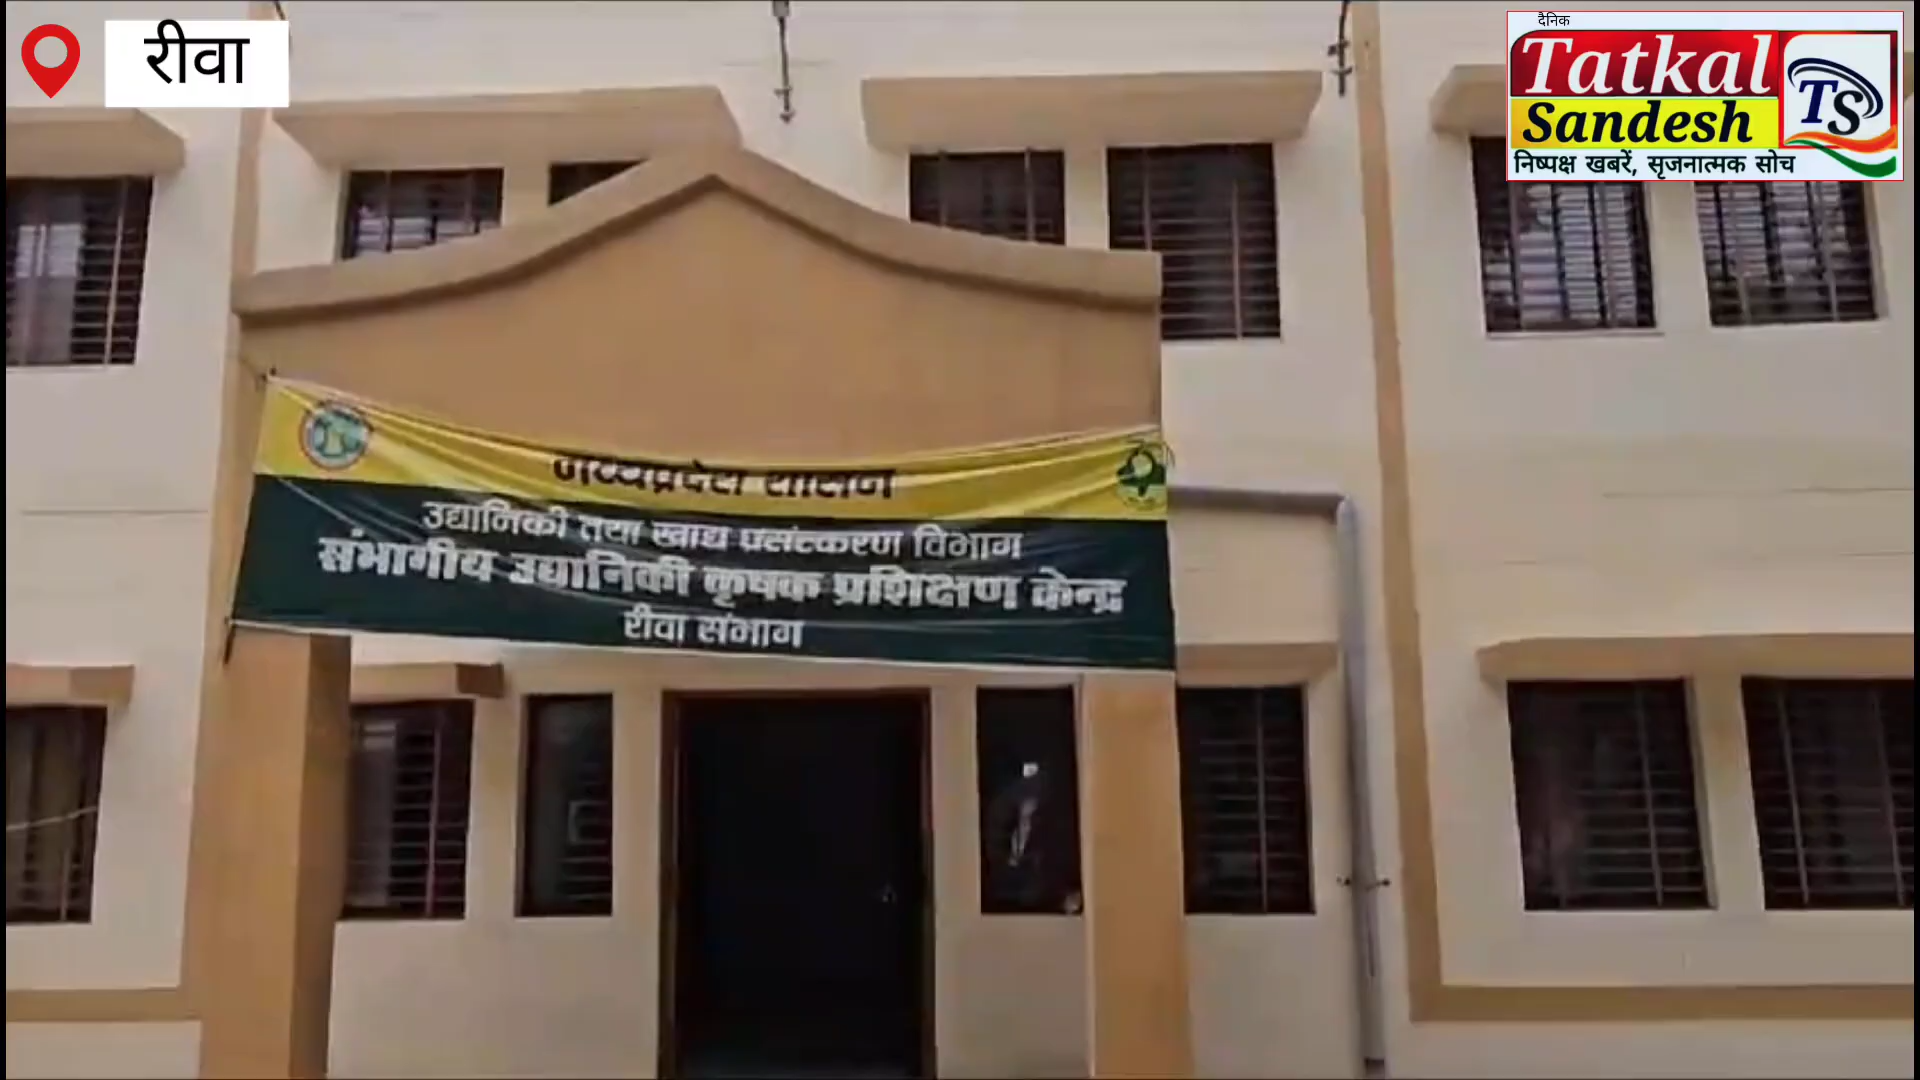 रीवा
दैनिक
Tatkal
Sandesh
TS
निष्पक्ष खबरें, सृजनात्मक सोच
मध्यप्रदेश शासन
उद्यानिकी तथा खाद्य प्रसंस्करण विभाग
संभागीय उद्यानिकी कृषक प्रशिक्षण केन्द्र
रीवा संभाग